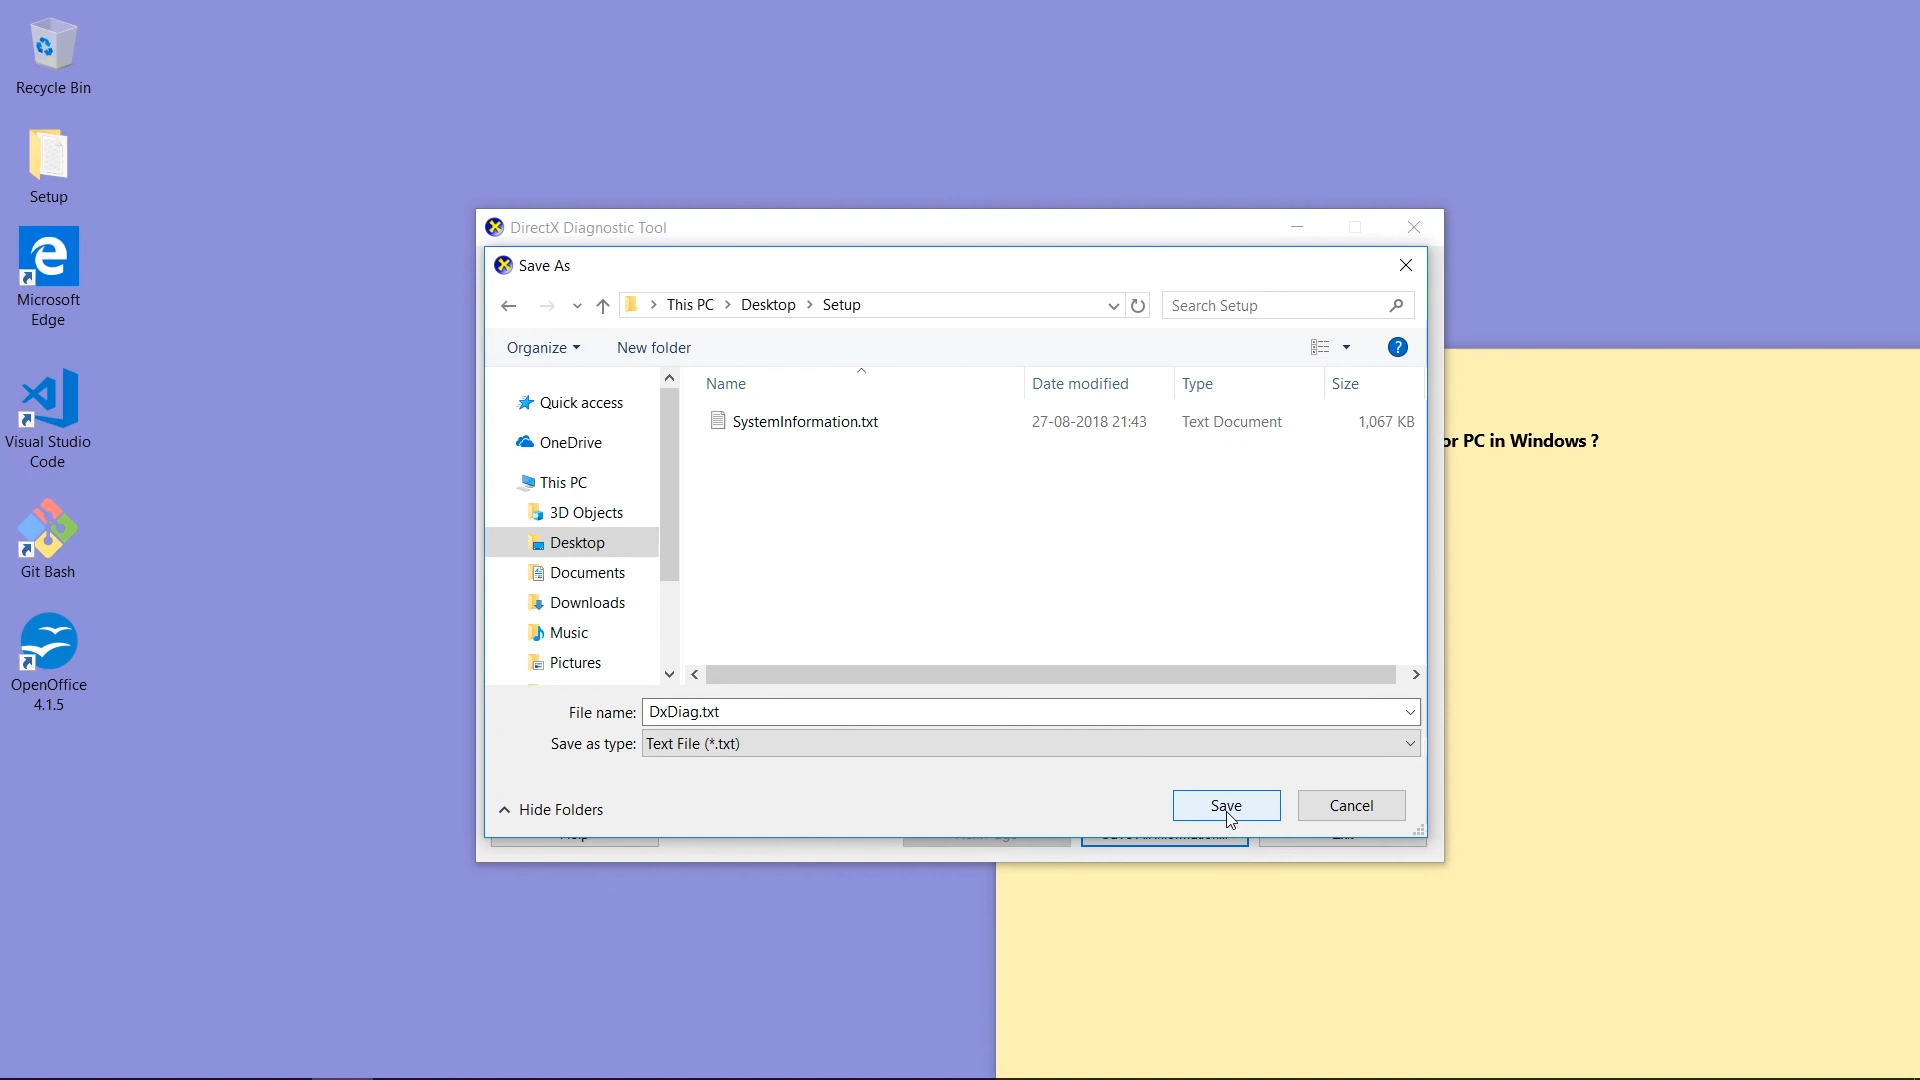 Recycle Bin
Setup
Microsoft
Edge
Visual Studio
Code
Git Bash
OpenOffice
4.1.5
DirectX Diagnostic Tool
Save As
This PC > Desktop > Setup
Search Setup
Organize
New folder
?
Name Date modified Type Size
SystemInformation.txt 27-08-2018 21:43 Text Document 1,067 KB
Quick access
OneDrive
This PC
3D Objects
Desktop
Documents
Downloads
Music
Pictures
File name: DxDiag.txt
Save as type: Text File (*.txt)
Hide Folders
Save
Cancel
or PC in Windows ?